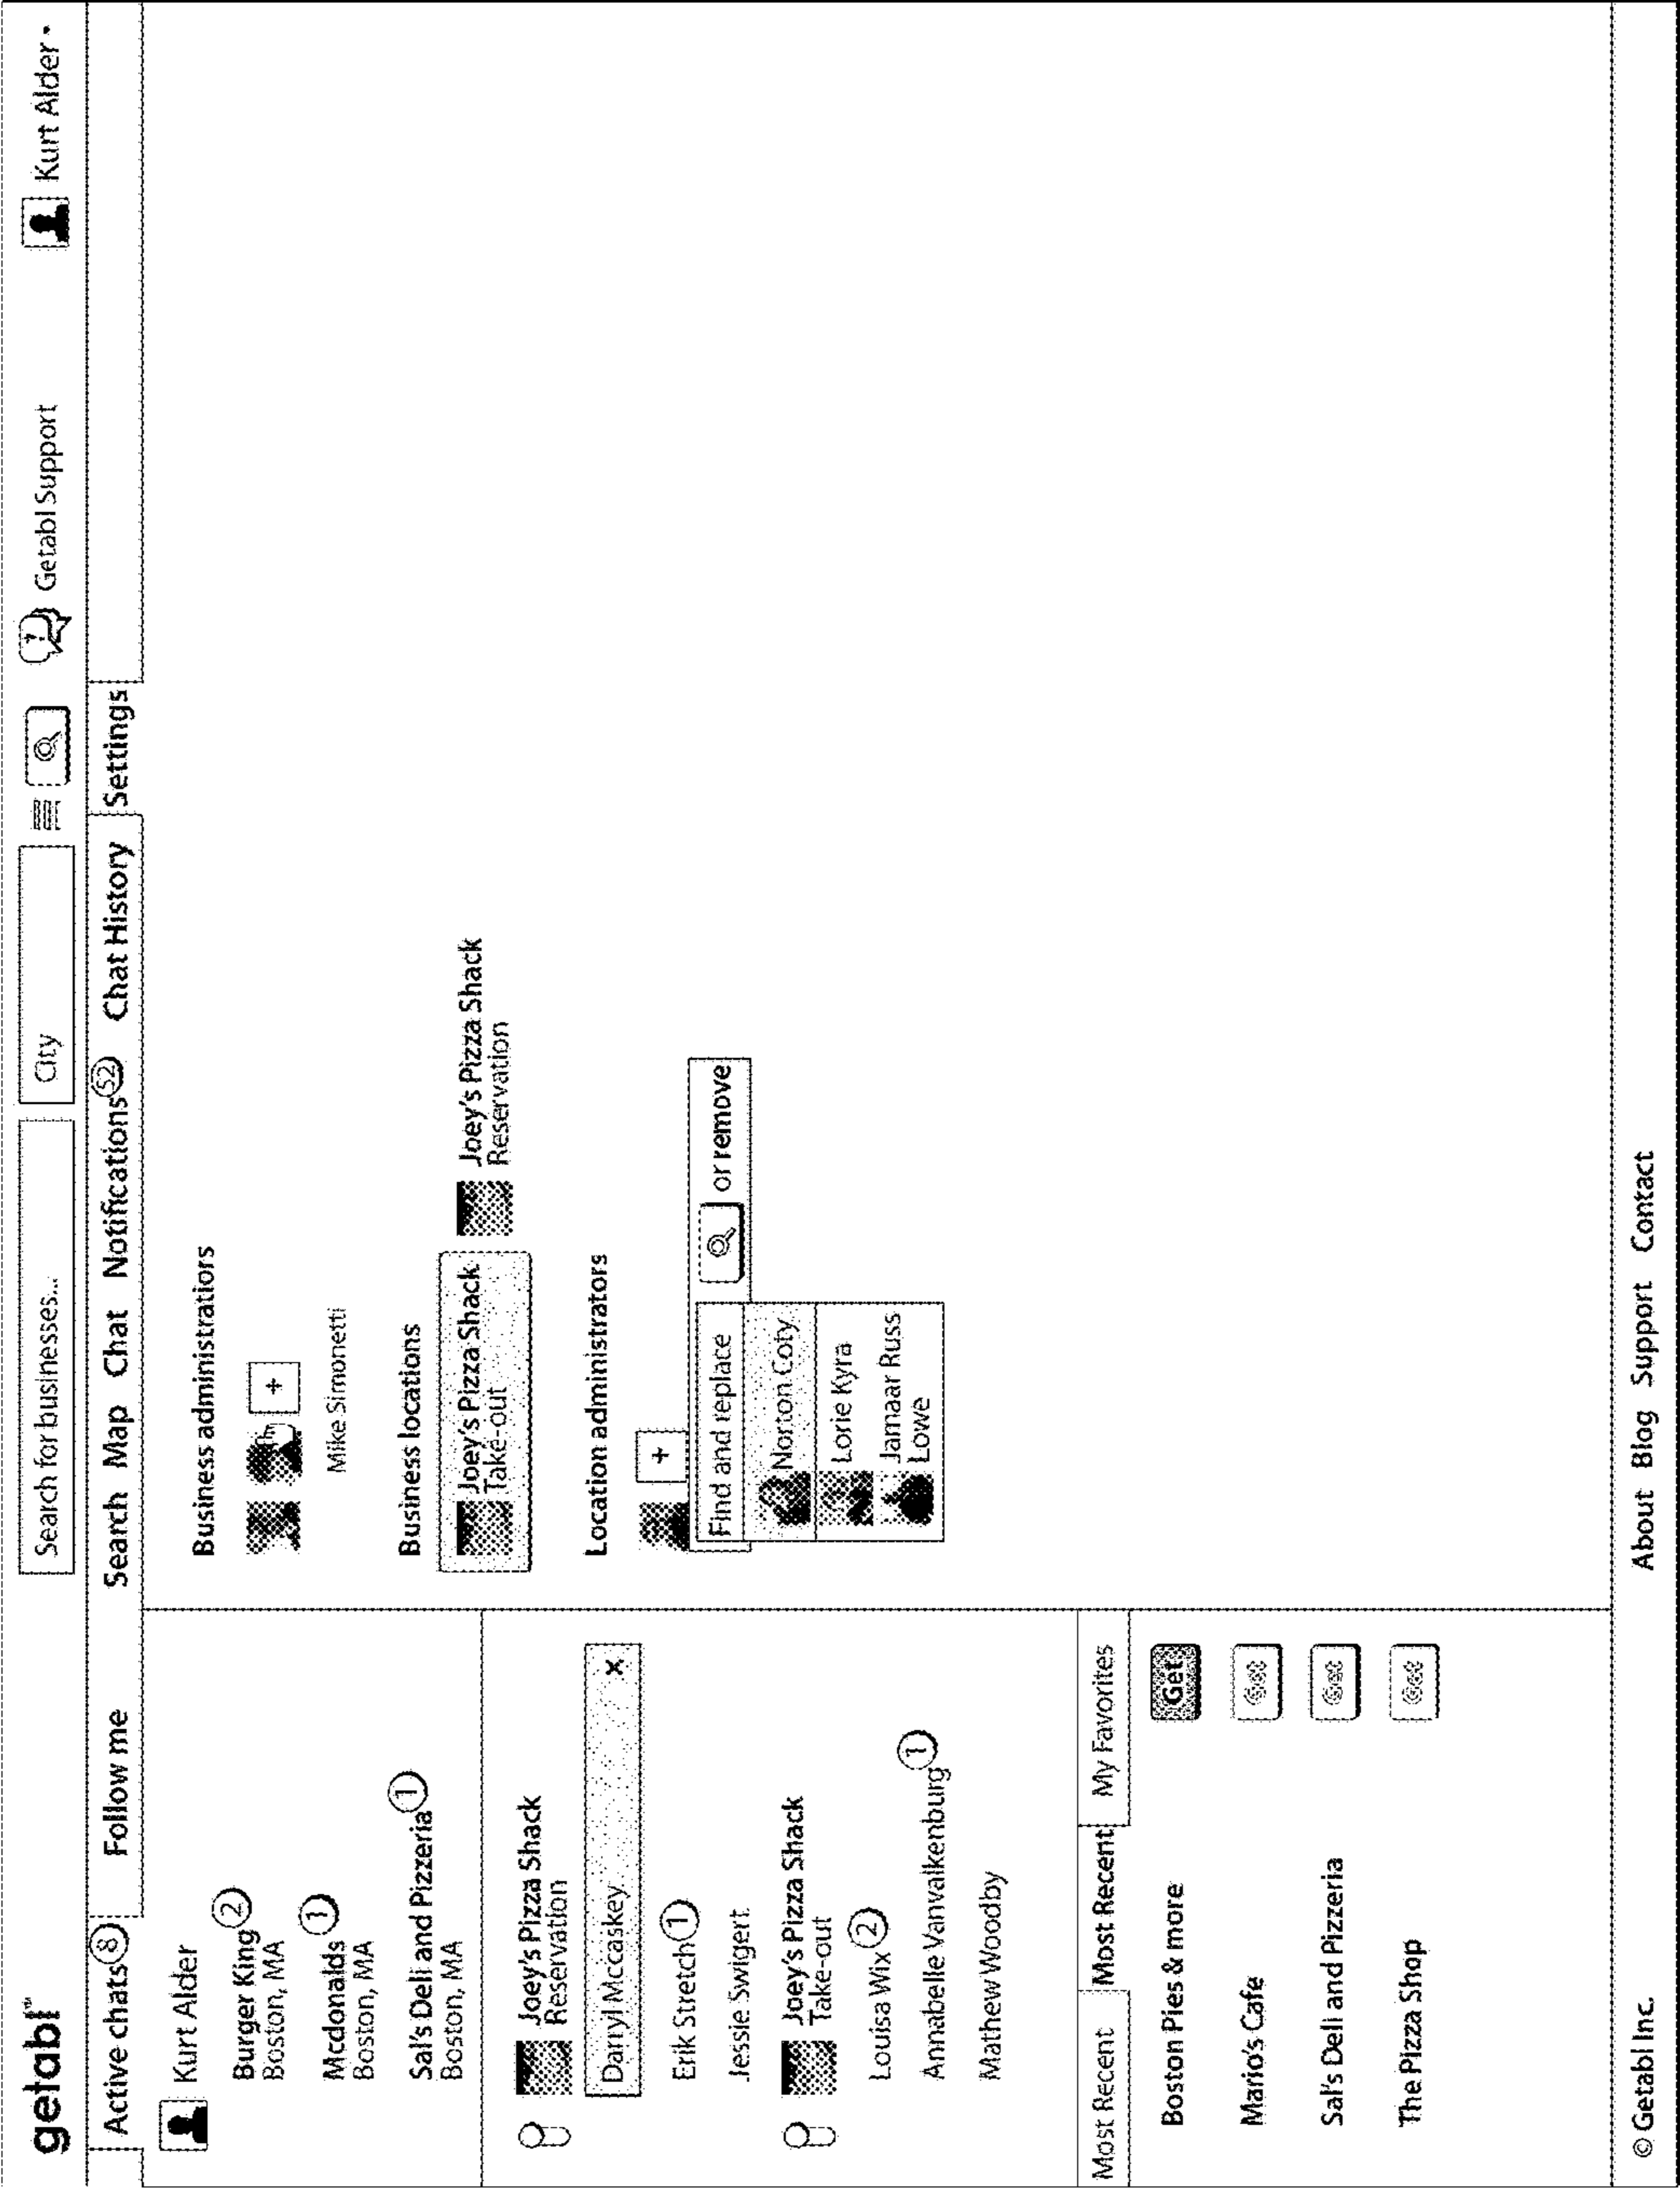 getabl™
Search for businesses...
City
Getabl Support
Kurt Alder
Active chats 8
Follow me
Search Map Chat Notifications 52 Chat History Settings
Kurt Alder
Burger King 2
Boston, MA
Mcdonalds 1
Boston, MA
Sal's Deli and Pizzeria 1
Boston, MA
Joey's Pizza Shack
Reservation
Darryl Mccaskey x
Erik Stretch 1
Jessie Swigert
Joey's Pizza Shack
Take-out
Louisa Wix 2
Annabelle Vanvalkenburg 1
Mathew Woodby
Most Recent
Most Recent
My Favorites
Boston Pies & more Get
Mario's Cafe Get
Sal's Deli and Pizzeria Get
The Pizza Shop Get
Business administratiors
+
Mike Simonetti
Business locations
Joey's Pizza Shack
Take-out
Joey's Pizza Shack
Reservation
Location administrators
+
Find and replace
or remove
Norton Coty
Lorie Kyra
Jamaar Russ
Lowe
© Getabl Inc.
About Blog Support Contact